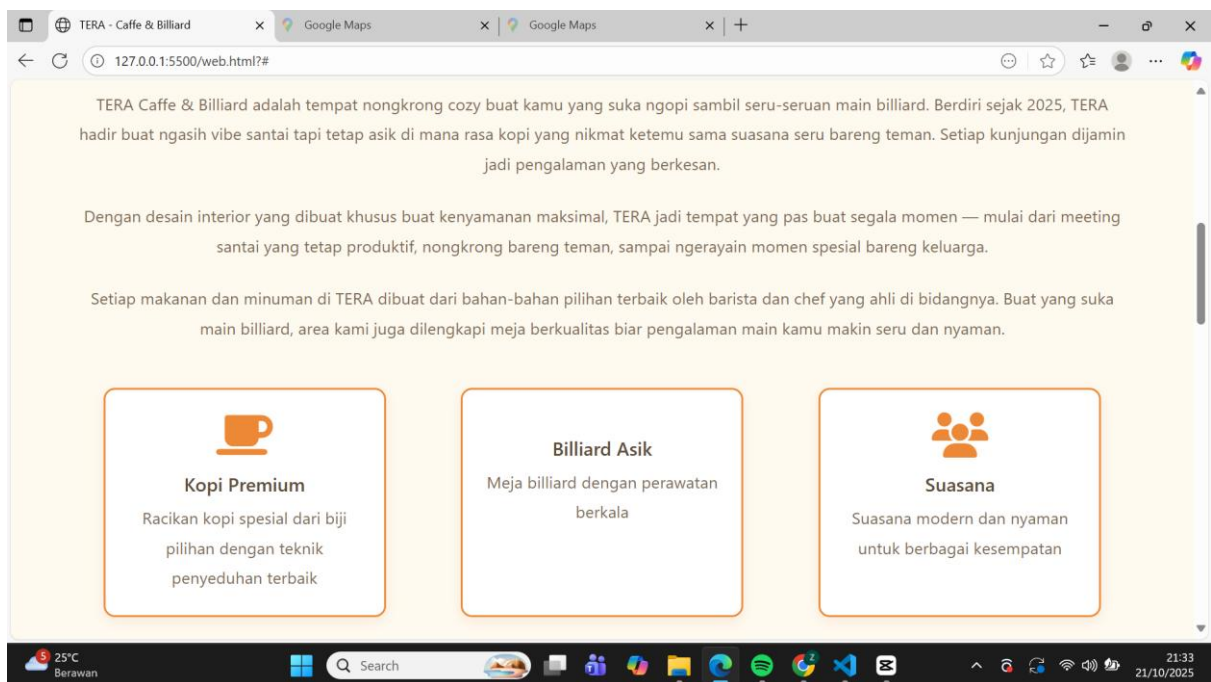 TERA - Caffe & Billiard
Google Maps
Google Maps
127.0.0.1:5500/web.html?#
TERA Caffe & Billiard adalah tempat nongkrong cozy buat kamu yang suka ngopi sambil seru-seruan main billiard. Berdiri sejak 2025, TERA
hadir buat ngasih vibe santai tapi tetap asik di mana rasa kopi yang nikmat ketemu sama suasana seru bareng teman. Setiap kunjungan dijamin
jadi pengalaman yang berkesan.
Dengan desain interior yang dibuat khusus buat kenyamanan maksimal, TERA jadi tempat yang pas buat segala momen — mulai dari meeting
santai yang tetap produktif, nongkrong bareng teman, sampai ngerayain momen spesial bareng keluarga.
Setiap makanan dan minuman di TERA dibuat dari bahan-bahan pilihan terbaik oleh barista dan chef yang ahli di bidangnya. Buat yang suka
main billiard, area kami juga dilengkapi meja berkualitas biar pengalaman main kamu makin seru dan nyaman.
Kopi Premium
Racikan kopi spesial dari biji
pilihan dengan teknik
penyeduhan terbaik
Billiard Asik
Meja billiard dengan perawatan
berkala
Suasana
Suasana modern dan nyaman
untuk berbagai kesempatan
5
25°C
Berawan
Search
21:33
21/10/2025